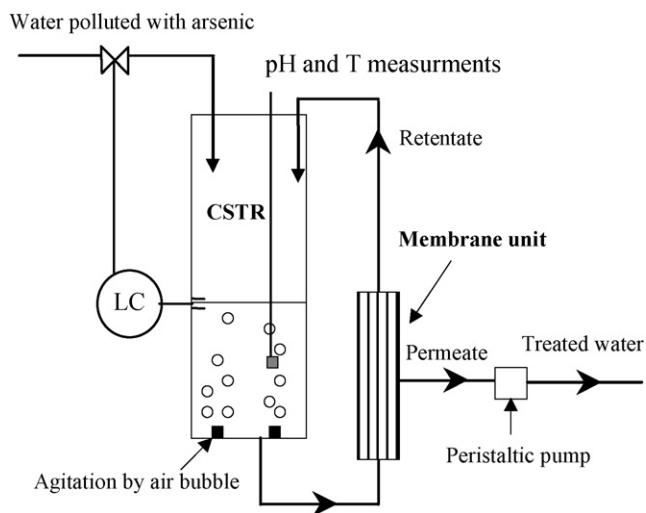 Water polluted with arsenic
pH and T measurments
Retentate
CSTR
Membrane unit
LC
Permeate
Treated water
Agitation by air bubble
Peristaltic pump